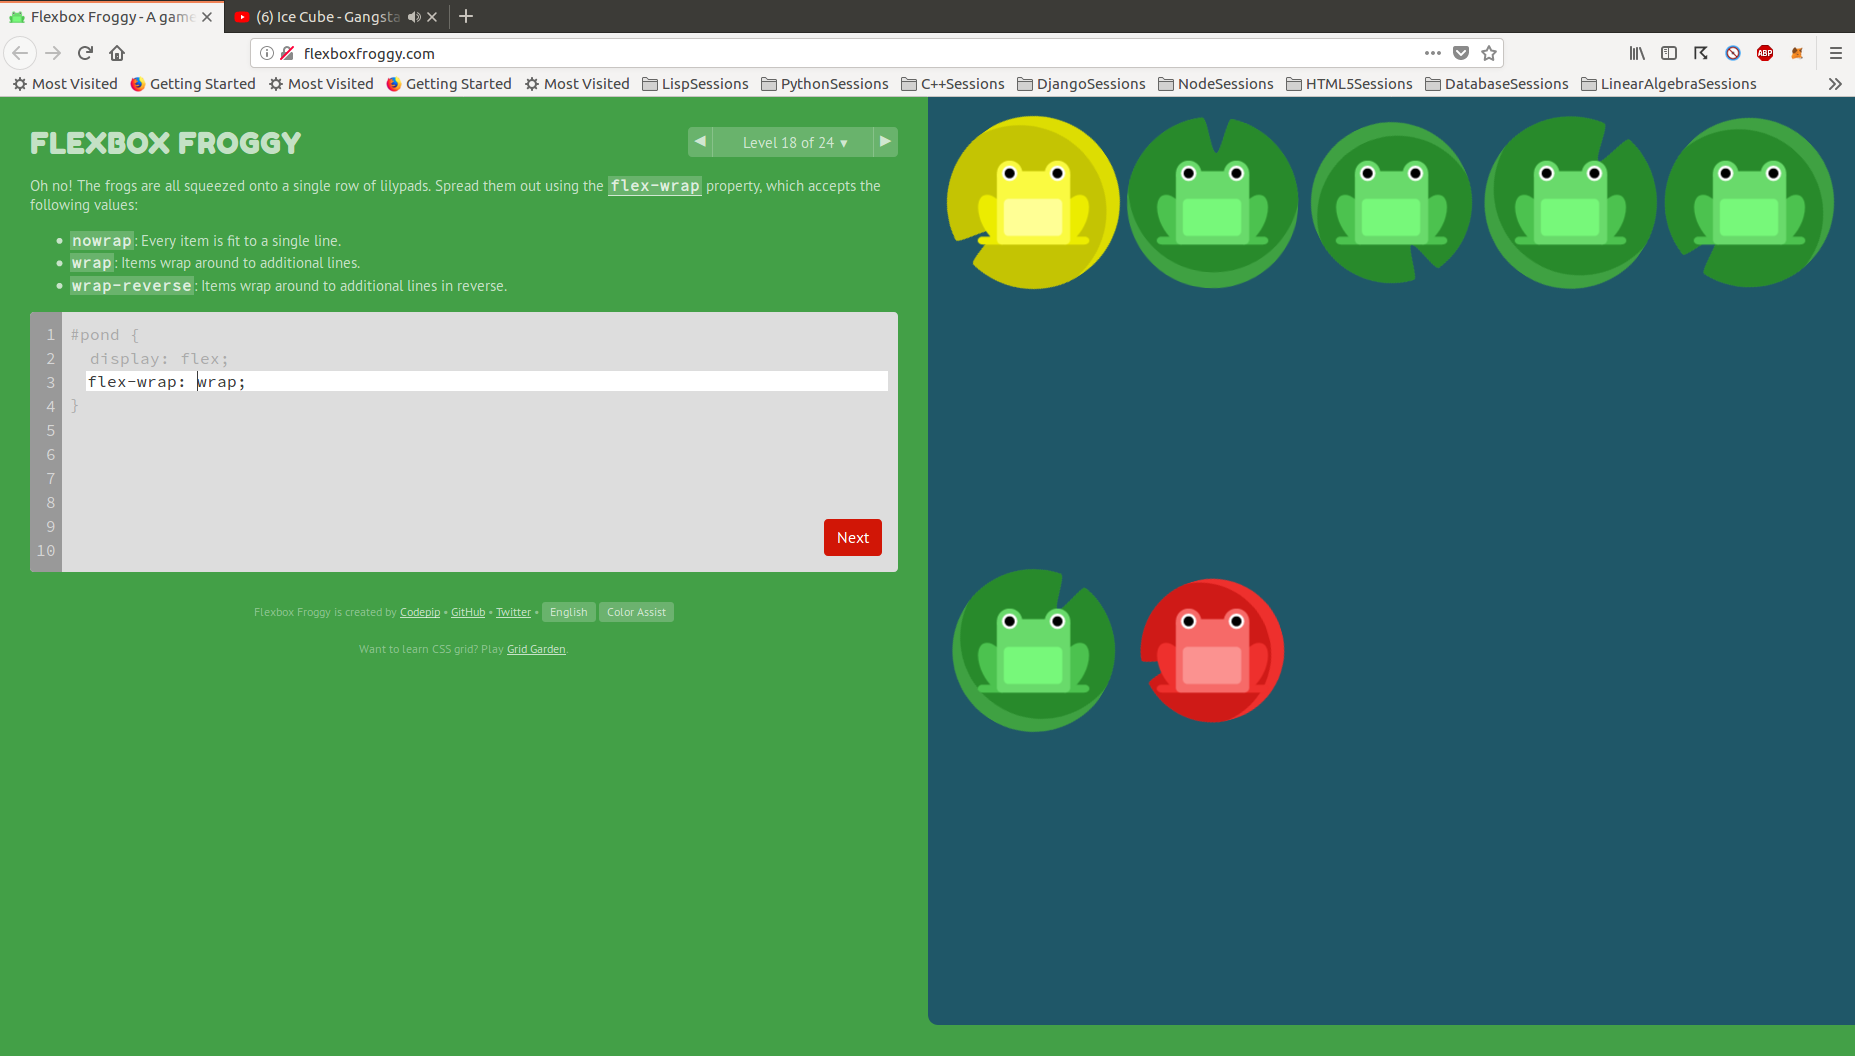 Flexbox Froggy - A game
(6) Ice Cube - Gangsta
flexboxfroggy.com
ABP
Most Visited Getting Started Most Visited Getting Started Most Visited LispSessions PythonSessions C++Sessions DjangoSessions NodeSessions HTML5Sessions DatabaseSessions LinearAlgebraSessions
FLEXBOX FROGGY
◀ Level 18 of 24 ▾ ▶
Oh no! The frogs are all squeezed onto a single row of lilypads. Spread them out using the flex-wrap property, which accepts the
following values:
• nowrap: Every item is fit to a single line.
• wrap: Items wrap around to additional lines.
• wrap-reverse: Items wrap around to additional lines in reverse.
1 #pond {
2 display: flex;
3 flex-wrap: wrap;
4 }
5
6
7
8
9
10
Next
Flexbox Froggy is created by Codepip • GitHub • Twitter • English Color Assist
Want to learn CSS grid? Play Grid Garden.